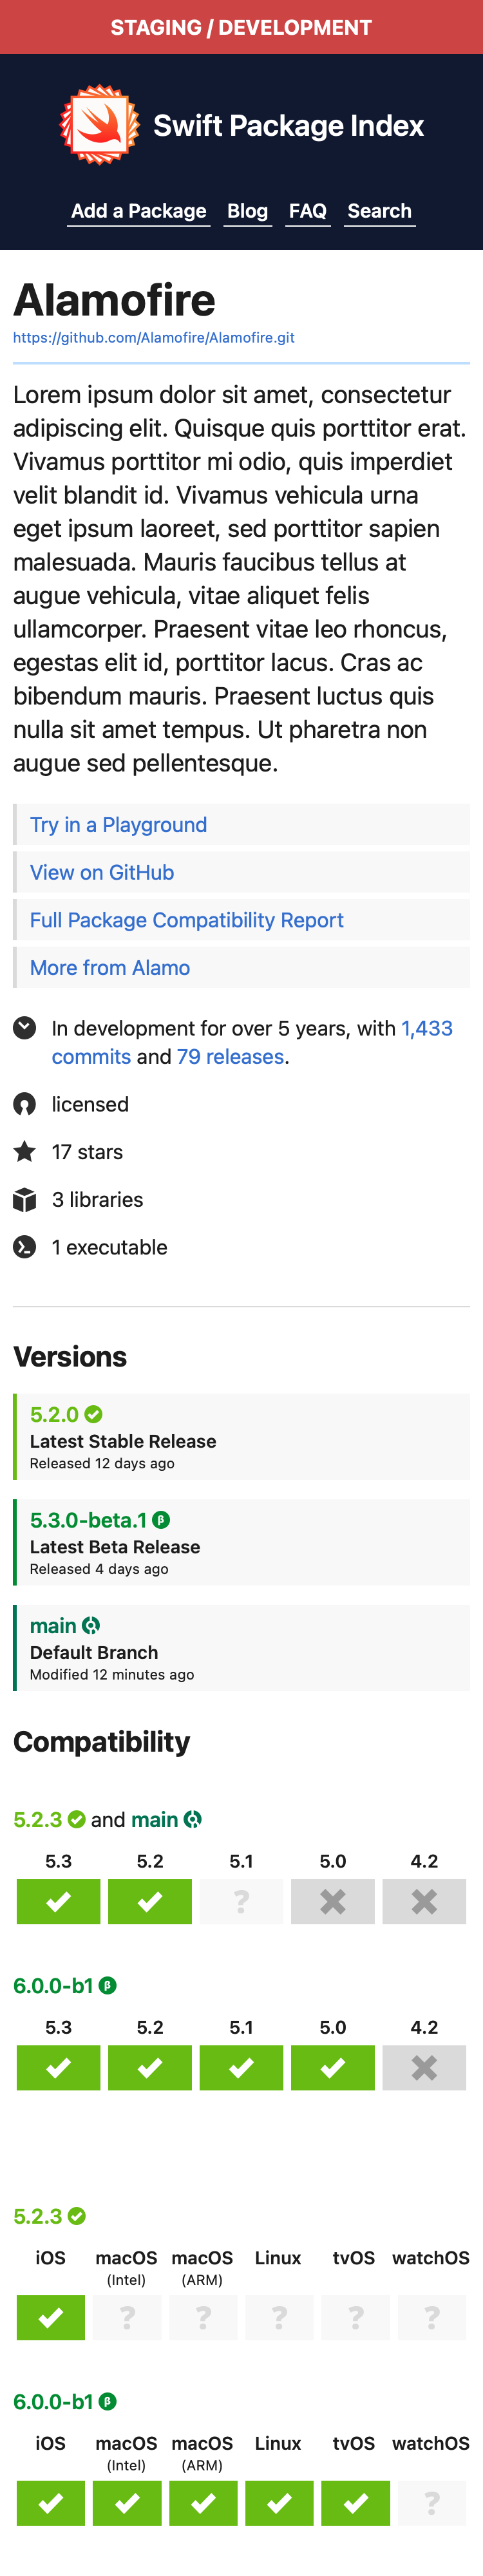 STAGING / DEVELOPMENT
Swift Package Index
Add a Package Blog FAQ Search
Alamofire
https://github.com/Alamofire/Alamofire.git
Lorem ipsum dolor sit amet, consectetur
adipiscing elit. Quisque quis porttitor erat.
Vivamus porttitor mi odio, quis imperdiet
velit blandit id. Vivamus vehicula urna
eget ipsum laoreet, sed porttitor sapien
malesuada. Mauris faucibus tellus at
augue vehicula, vitae aliquet felis
ullamcorper. Praesent vitae leo rhoncus,
egestas elit id, porttitor lacus. Cras ac
bibendum mauris. Praesent luctus quis
nulla sit amet tempus. Ut pharetra non
augue sed pellentesque.
Try in a Playground
View on GitHub
Full Package Compatibility Report
More from Alamo
In development for over 5 years, with 1,433
commits and 79 releases.
licensed
17 stars
3 libraries
1 executable
Versions
5.2.0
Latest Stable Release
Released 12 days ago
5.3.0-beta.1 β
Latest Beta Release
Released 4 days ago
main
Default Branch
Modified 12 minutes ago
Compatibility
5.2.3 and main
5.3 5.2 5.1 5.0 4.2
?
6.0.0-b1 β
5.3 5.2 5.1 5.0 4.2
5.2.3
iOS macOS macOS Linux tvOS watchOS
(Intel) (ARM)
? ? ? ? ?
6.0.0-b1 β
iOS macOS macOS Linux tvOS watchOS
(Intel) (ARM)
?